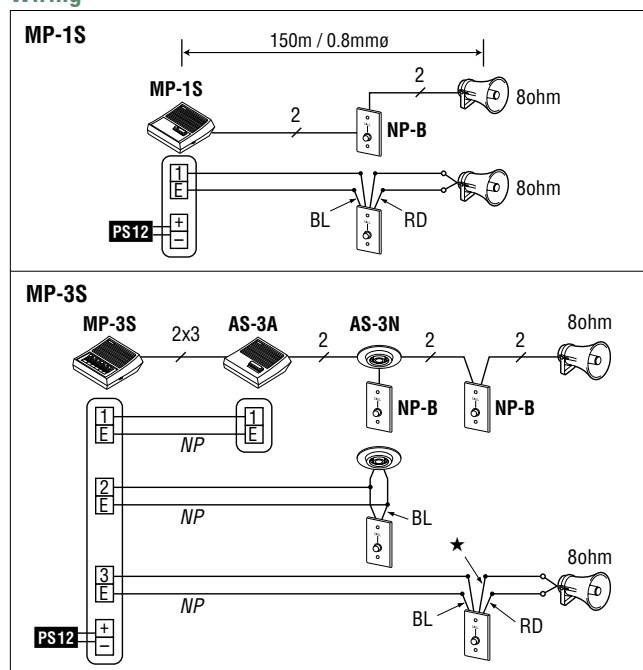 Wiring
MP-1S
150m / 0.8mmø
MP-1S
2
2
8ohm
NP-B
1
E
8ohm
BL
RD
+
PS12
–
MP-3S
MP-3S
2x3
AS-3A
2
AS-3N
2
2
8ohm
NP-B
NP-B
1
E
NP
1
E
2
E
NP
BL
★
3
E
NP
8ohm
BL
RD
+
PS12
–